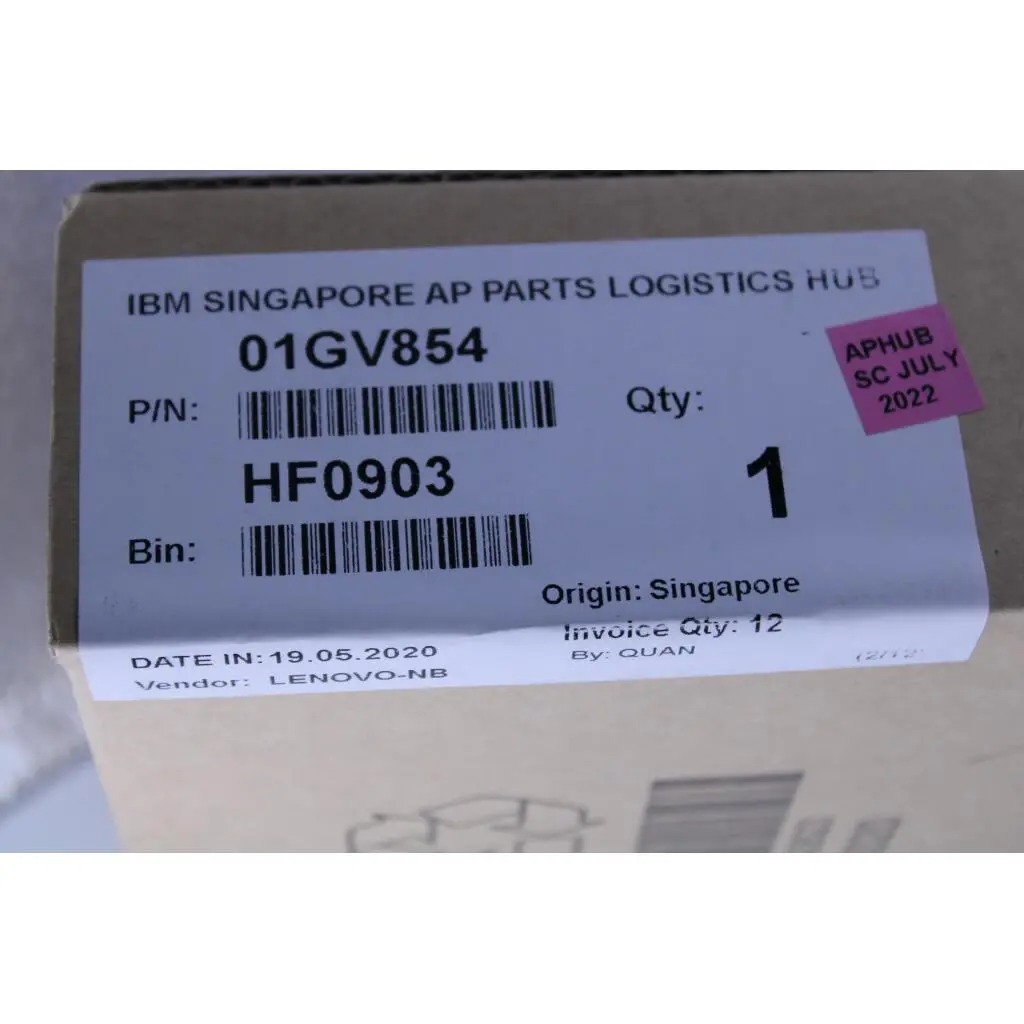 IBM SINGAPORE AP PARTS LOGISTICS HUB
01GV854
P/N:
Qty:
APHUB
SC JULY
2022
HF0903
1
Bin:
Origin: Singapore
Invoice Qty: 12
DATE IN: 19.05.2020
By: QUAN
Vendor: LENOVO-NB